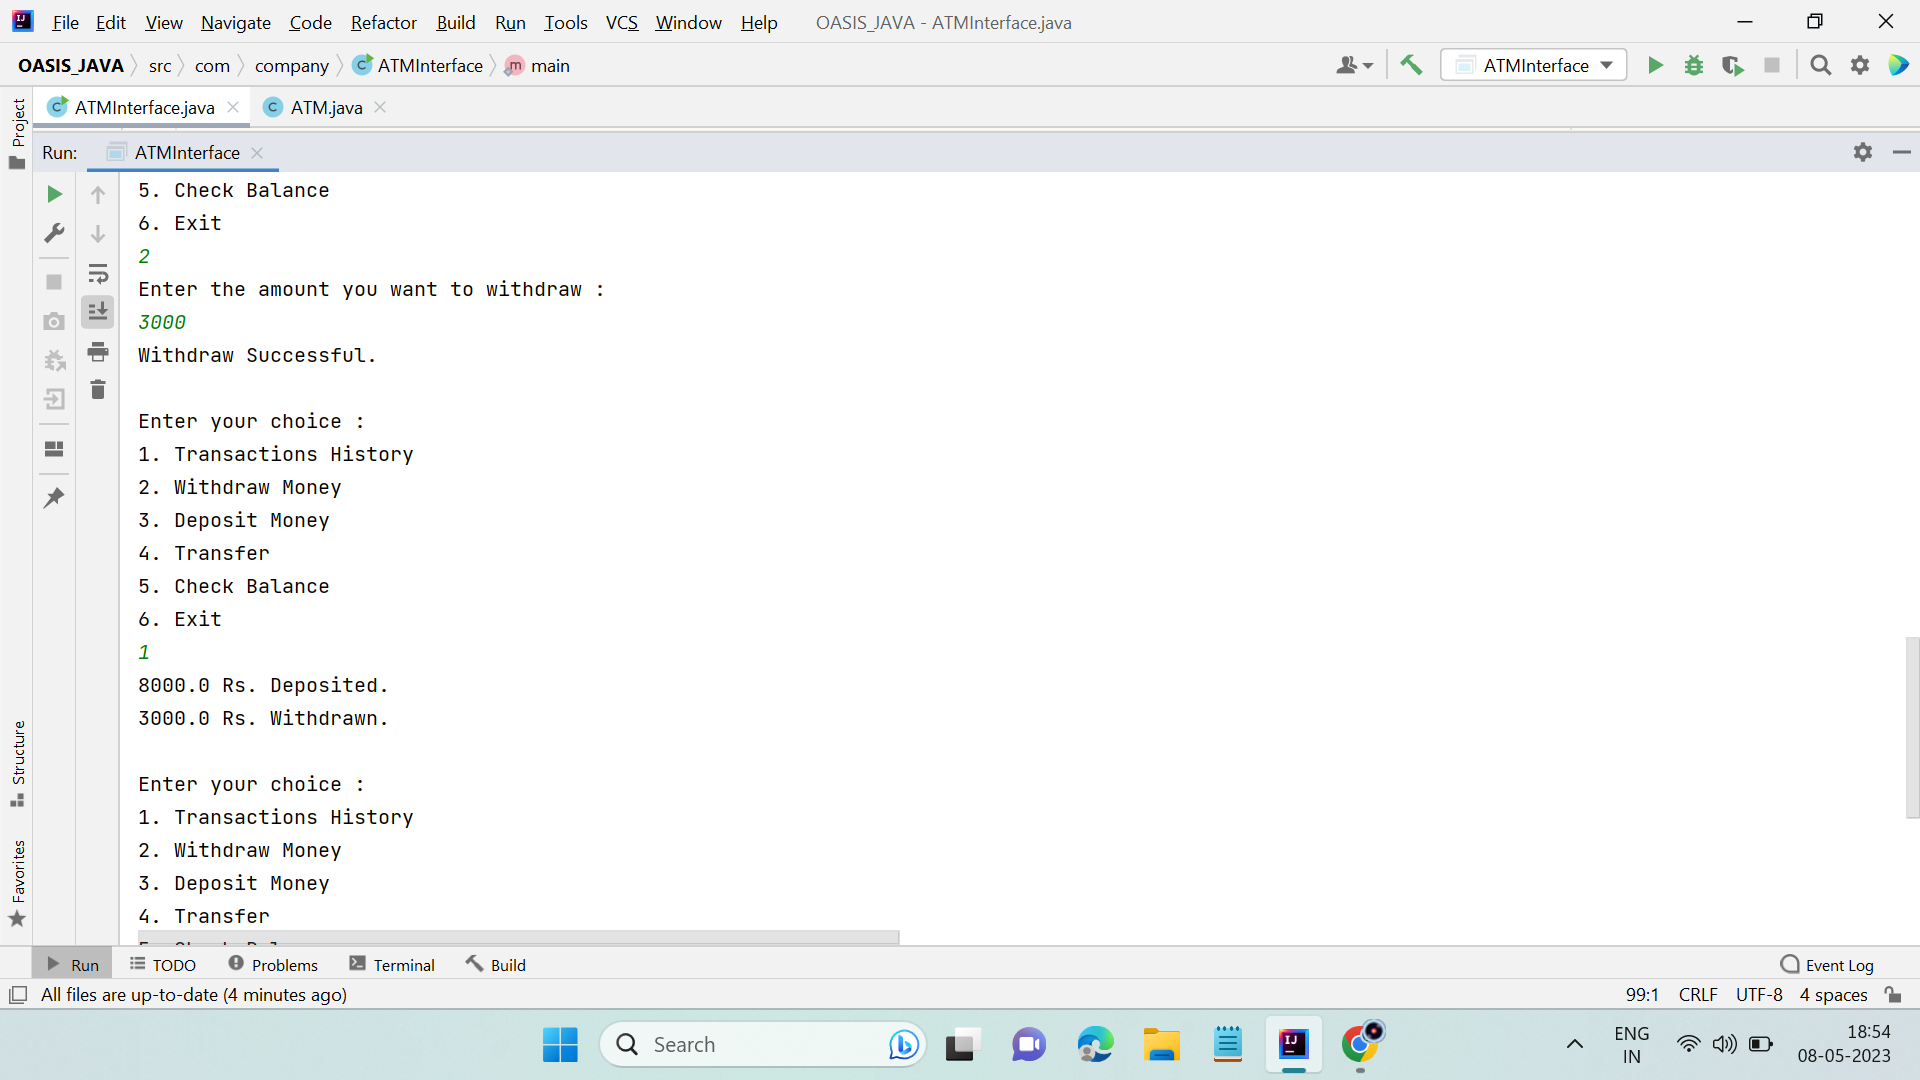 File Edit View Navigate Code Refactor Build Run Tools VCS Window Help OASIS_JAVA - ATMInterface.java
OASIS_JAVA src com company ATMInterface main ATMInterface
ATMInterface.java ATM.java
Project
Run: ATMInterface
5. Check Balance
6. Exit
2
Enter the amount you want to withdraw :
3000
Withdraw Successful.
Enter your choice :
1. Transactions History
2. Withdraw Money
3. Deposit Money
4. Transfer
5. Check Balance
6. Exit
1
8000.0 Rs. Deposited.
3000.0 Rs. Withdrawn.
Enter your choice :
1. Transactions History
2. Withdraw Money
3. Deposit Money
4. Transfer
Structure
Favorites
Run TODO Problems Terminal Build Event Log
All files are up-to-date (4 minutes ago) 99:1 CRLF UTF-8 4 spaces
Search ENG 18:54
IN 08-05-2023